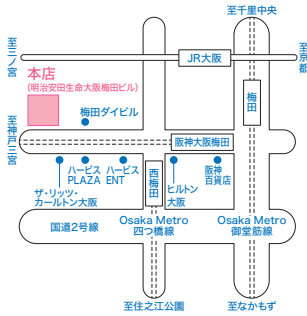 至千里中央
至三ノ宮
JR大阪
至京都
本店
(明治安田生命大阪梅田ビル)
梅田
梅田ダイビル
至神戸三宮
阪神大阪梅田
ハービス
PLAZA
ハービス
ENT
西梅田
ヒルトン
大阪
阪神
百貨店
ザ・リッツ・
カールトン大阪
国道2号線
Osaka Metro
四つ橋線
Osaka Metro
御堂筋線
至住之江公園
至なかもず